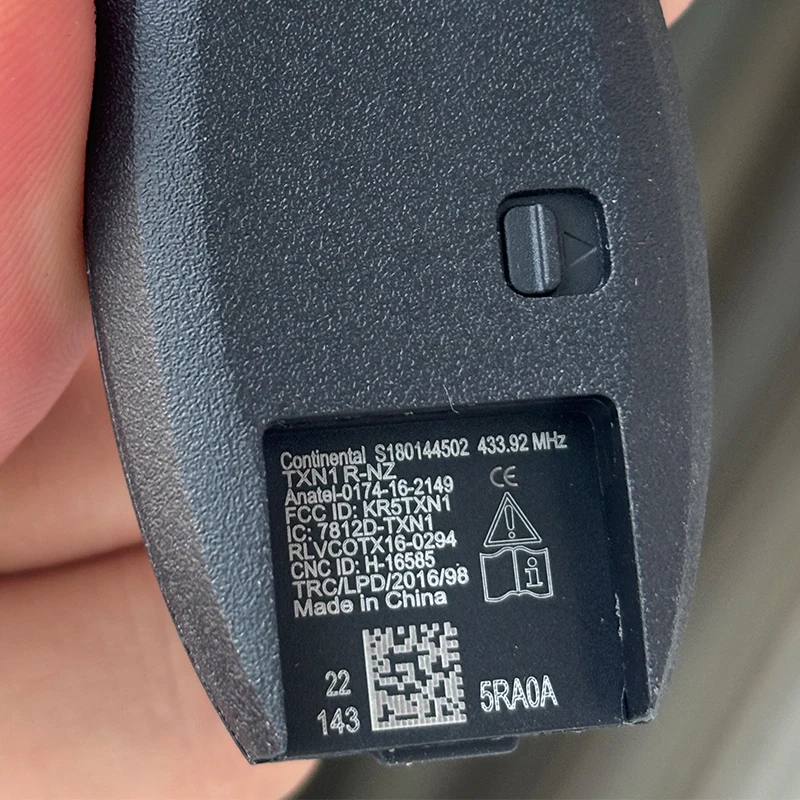 Continental S180144502 433.92 MHz
TXN1 R-NZ
Anatel-0174-16-2149
FCC ID: KR5TXN1
IC: 7812D-TXN1
RLVCOTX16-0294
CNC ID: H-16585
TRC/LPD/2016/98
Made in China
CE
i
22
143
5RA0A